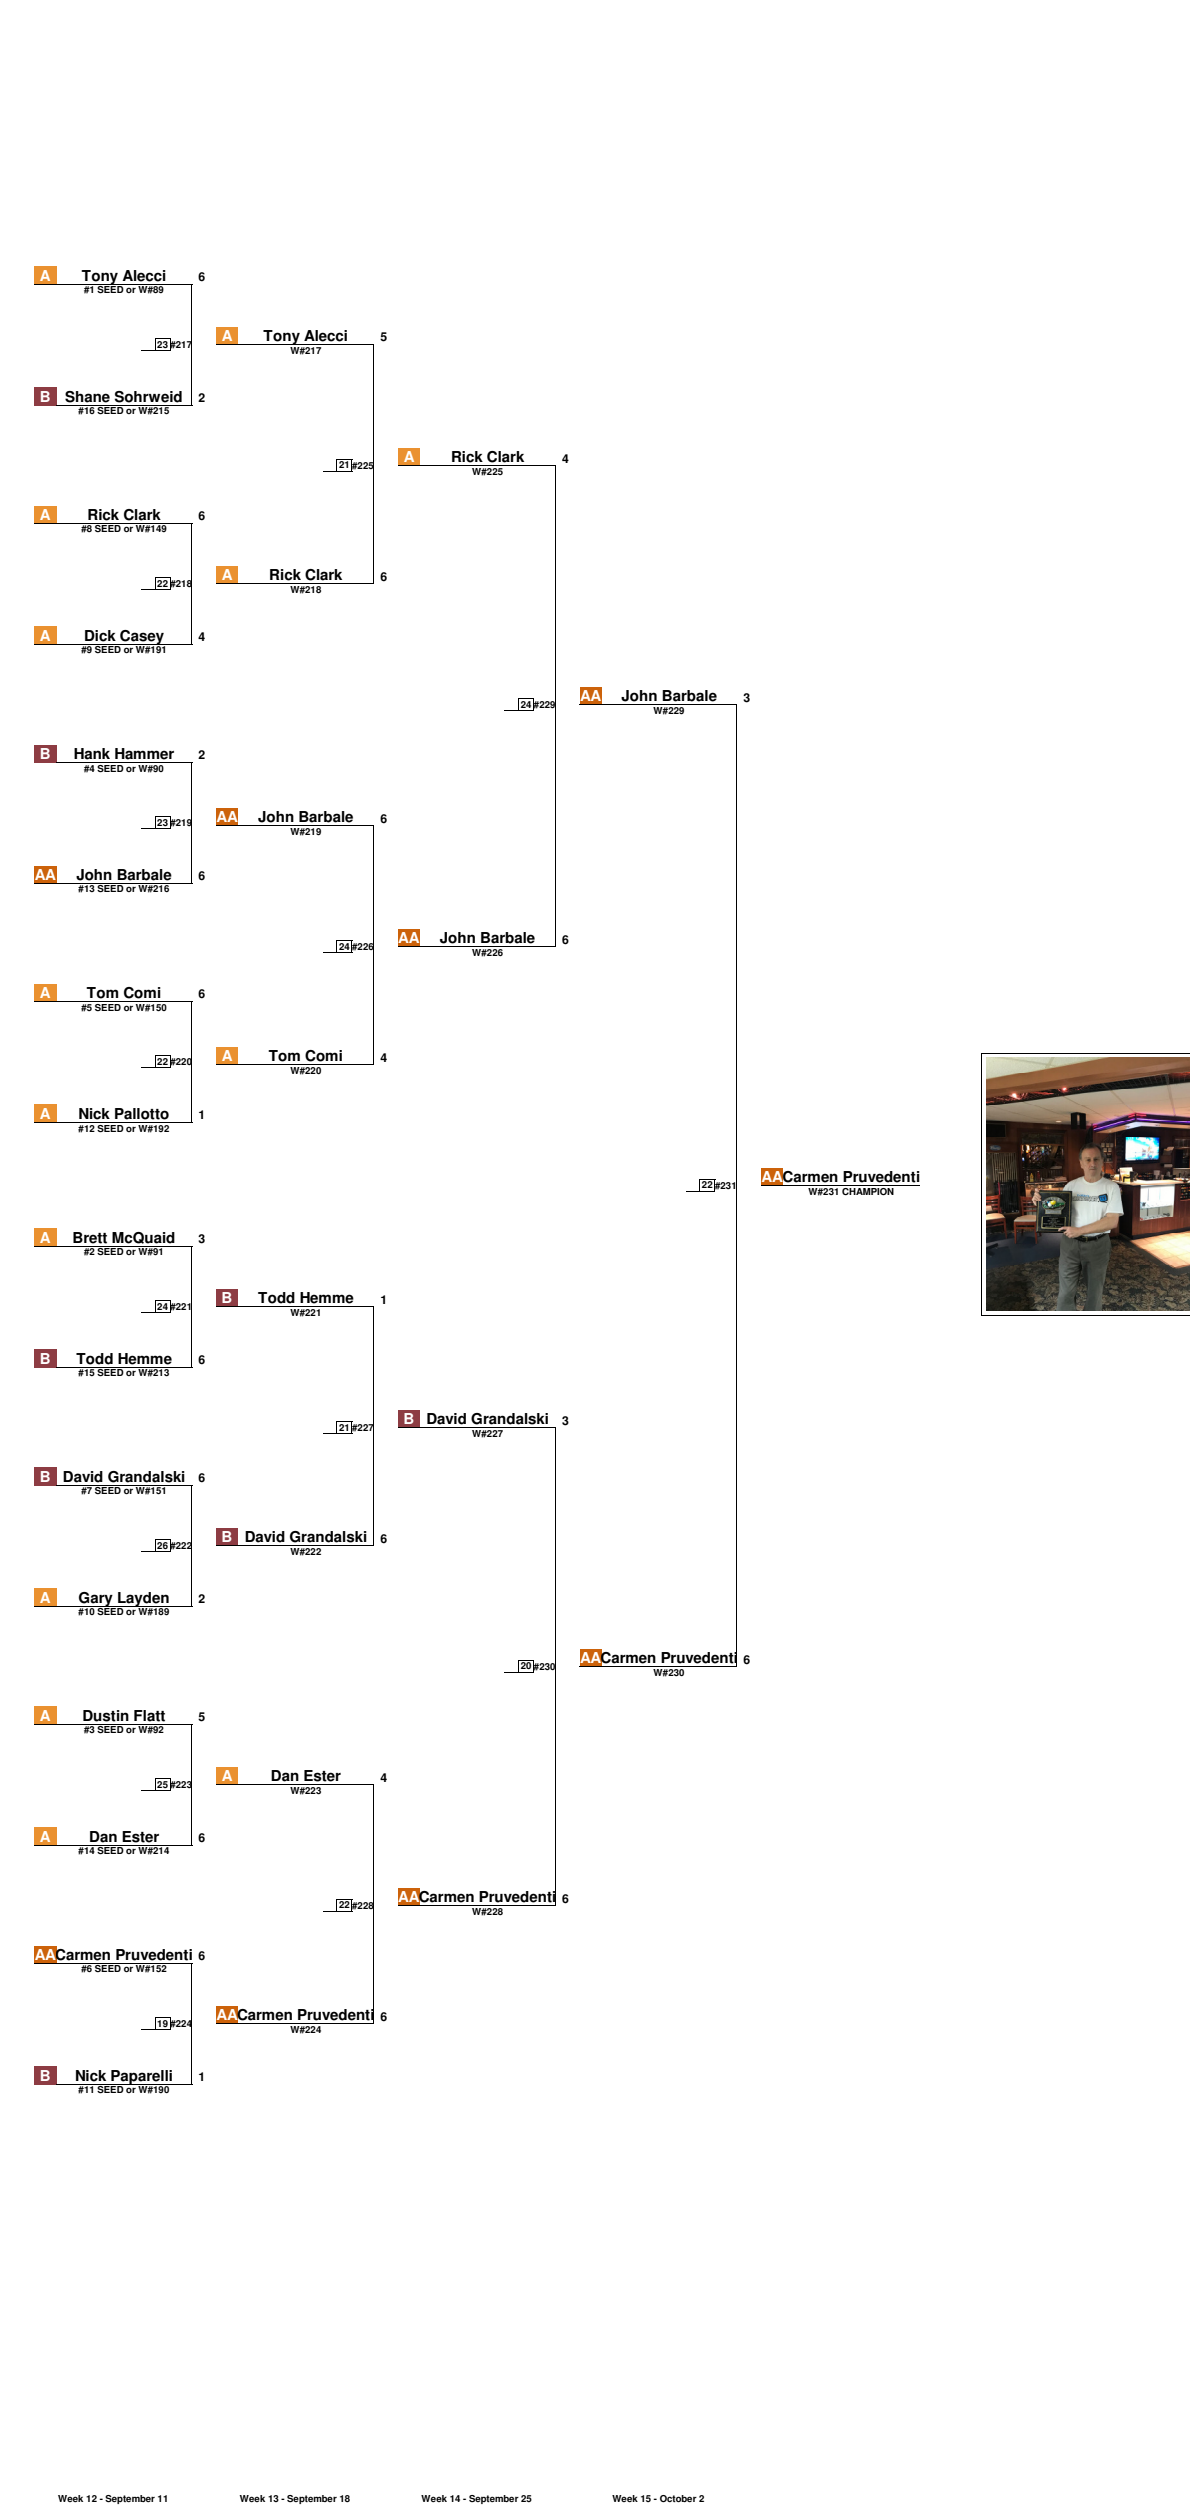 A Tony Alecci 6
#1 SEED or W#89
23 #217
B Shane Sohrweid 2
#16 SEED or W#215
A Rick Clark 6
#8 SEED or W#149
22 #218
A Dick Casey 4
#9 SEED or W#191
B Hank Hammer 2
#4 SEED or W#90
23 #219
AA John Barbale 6
#13 SEED or W#216
A Tom Comi 6
#5 SEED or W#150
22 #220
A Nick Pallotto 1
#12 SEED or W#192
A Brett McQuaid 3
#2 SEED or W#91
24 #221
B Todd Hemme 6
#15 SEED or W#213
B David Grandalski 6
#7 SEED or W#151
26 #222
A Gary Layden 2
#10 SEED or W#189
A Dustin Flatt 5
#3 SEED or W#92
25 #223
A Dan Ester 6
#14 SEED or W#214
AA Carmen Pruvedenti 6
#6 SEED or W#152
19 #224
B Nick Paparelli 1
#11 SEED or W#190
A Tony Alecci 5
W#217
21 #225
A Rick Clark 6
W#218
AA John Barbale 6
W#219
24 #226
A Tom Comi 4
W#220
B Todd Hemme 1
W#221
21 #227
B David Grandalski 6
W#222
A Dan Ester 4
W#223
22 #228
AA Carmen Pruvedenti 6
W#224
A Rick Clark 4
W#225
24 #229
AA John Barbale 6
W#226
B David Grandalski 3
W#227
20 #230
AA Carmen Pruvedenti 6
W#228
AA John Barbale 3
W#229
22 #231
AA Carmen Pruvedenti 6
W#230
AA Carmen Pruvedenti
W#231 CHAMPION
Week 12 - September 11
Week 13 - September 18
Week 14 - September 25
Week 15 - October 2